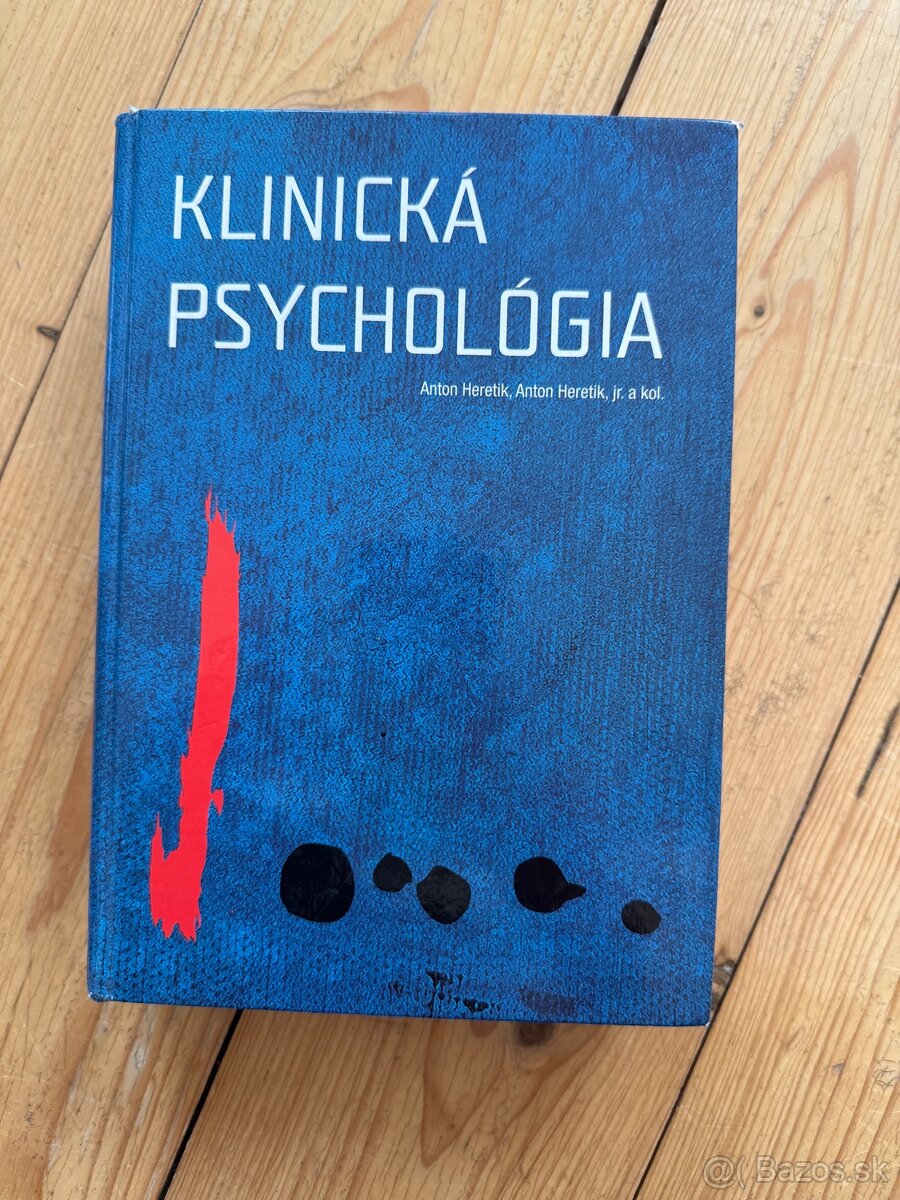 KLINICKÁ
PSYCHOLÓGIA
Anton Heretik, Anton Heretik, jr. a kol.
@( Bazos.sk